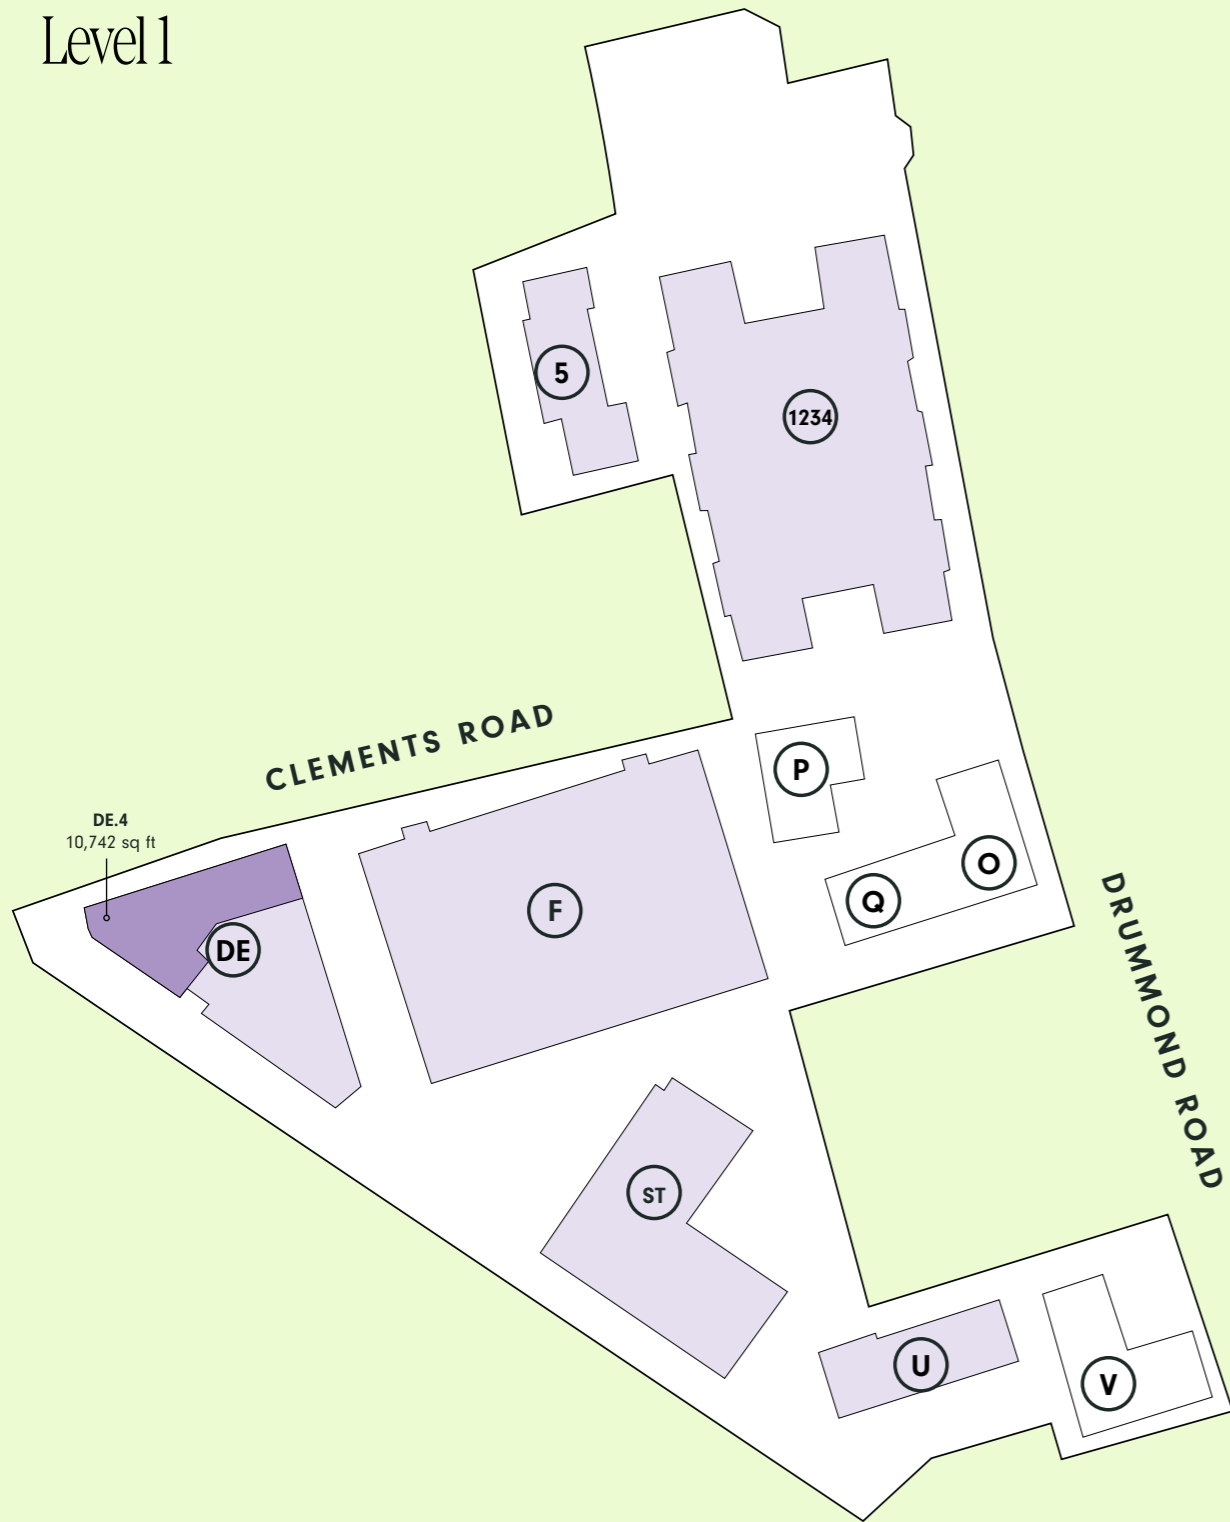 Level 1
5
1234
CLEMENTS ROAD
P
DE.4
10,742 sq ft
O
Q
F
DE
DRUMMOND ROAD
ST
U
V